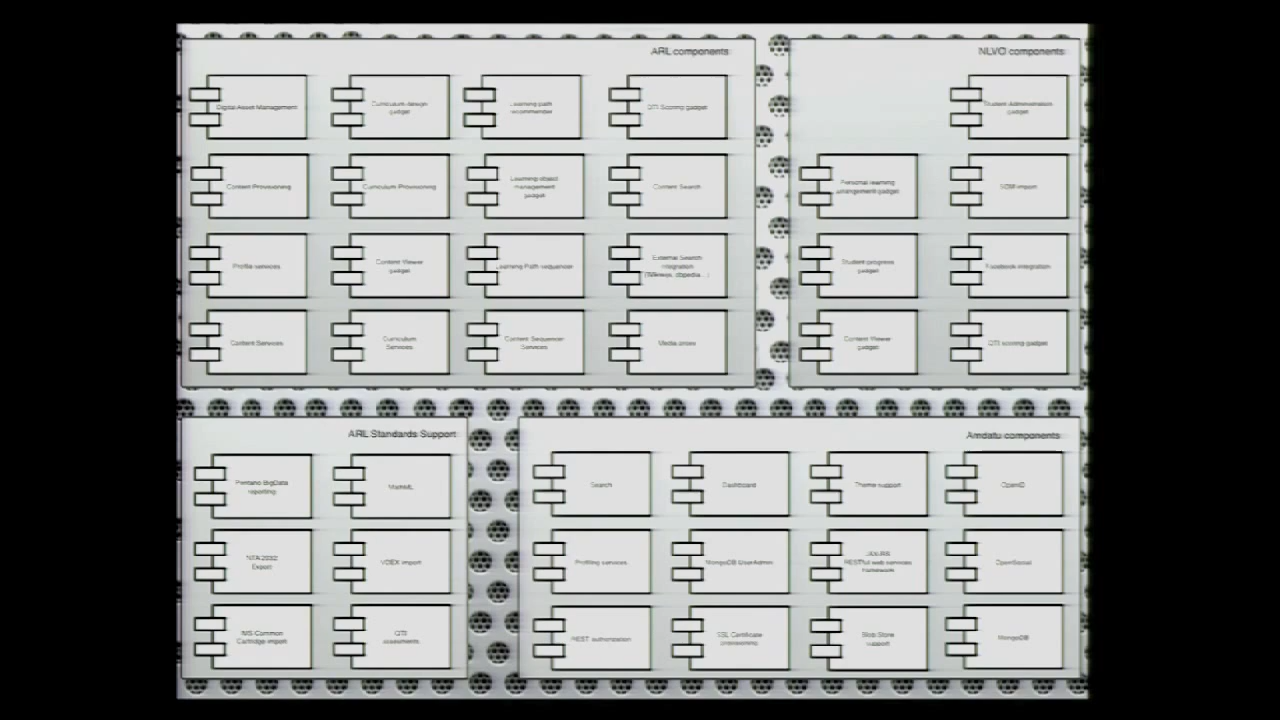 ARL components
Digital Asset Management
Curriculum design
gadget
Learning path
recommender
QTI Scoring gadget
Content Provisioning
Curriculum Provisioning
Learning object
management
gadget
Content Search
Profile services
Content Viewer
gadget
Learning Path sequencer
External Search
integration
dbpedia...)
Content Services
Curriculum
Services
Content Sequencer
Services
Media proxy
NLVO components
Student Administration
gadget
Personal learning
arrangement gadget
import
Student progress
gadget
Facebook integration
Content Viewer
gadget
QTI scoring gadget
ARL Standards Support
Pentaho BigData
reporting
MathML
NTA 2032
Export
VDEX import
IMS Common
Cartridge import
QTI
assessments
Amdatu components
Search
Dashboard
Theme support
OpenID
Profiling services
MongoDB UserAdmin
JAX-RS
RESTful web services
framework
OpenSocial
REST authorization
SSL Certificate
provisioning
Blob Store
support
MongoDB